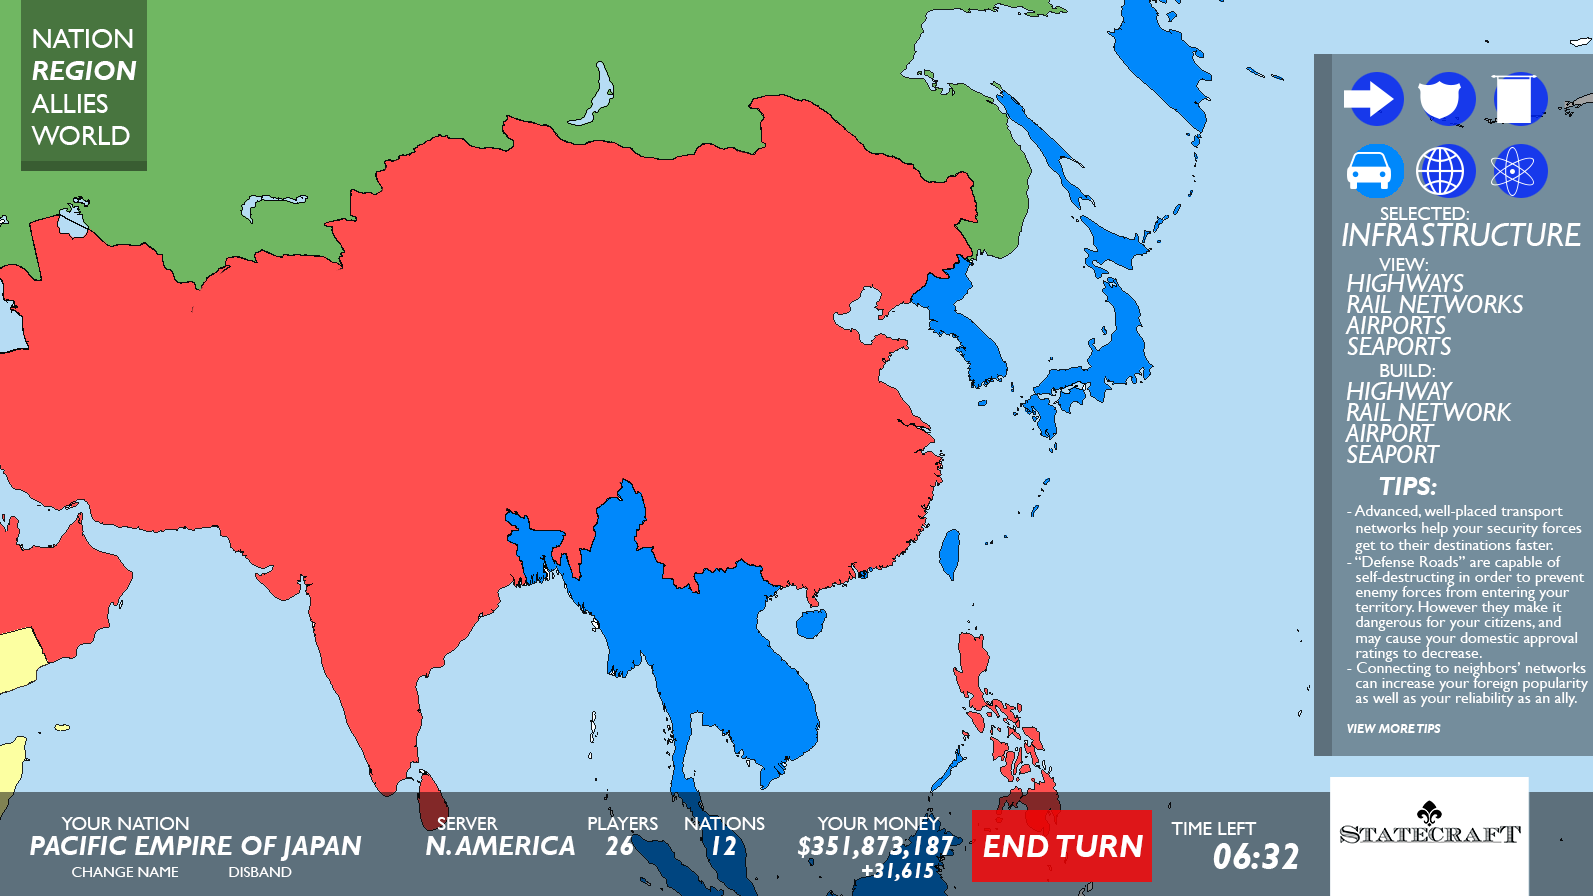 NATION
REGION
ALLIES
WORLD
SELECTED:
INFRASTRUCTURE
VIEW:
HIGHWAYS
RAIL NETWORKS
AIRPORTS
SEAPORTS
BUILD:
HIGHWAY
RAIL NETWORK
AIRPORT
SEAPORT
TIPS:
- Advanced, well-placed transport
networks help your security forces
get to their destinations faster.
- “Defense Roads” are capable of
self-destructing in order to prevent
enemy forces from entering your
territory. However they make it
dangerous for your citizens, and
may cause your domestic approval
ratings to decrease.
- Connecting to neighbors’ networks
can increase your foreign popularity
as well as your reliability as an ally.
VIEW MORE TIPS
YOUR NATION
PACIFIC EMPIRE OF JAPAN
CHANGE NAME DISBAND
SERVER
N. AMERICA
PLAYERS
26
NATIONS
12
YOUR MONEY
$351,873,187
+31,615
END TURN
TIME LEFT
06:32
STATECRAFT